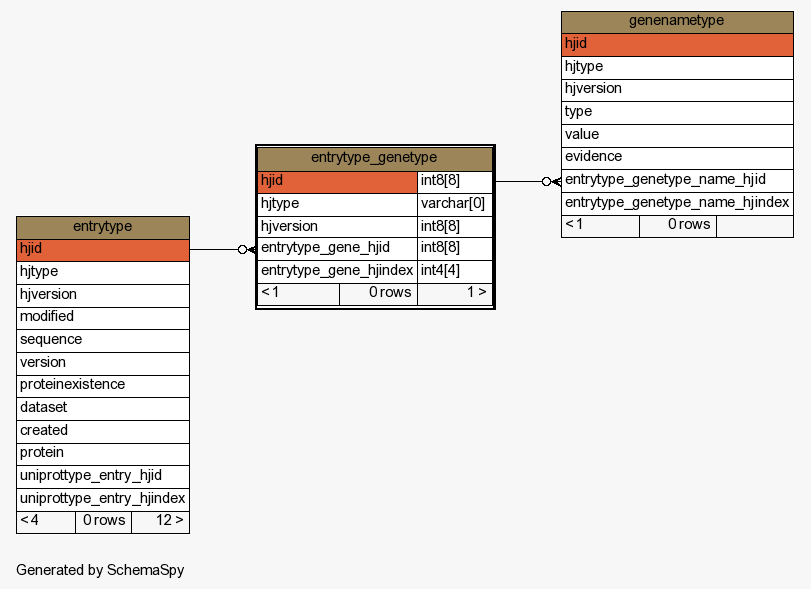 genenametype
hjid
hjtype
hjversion
type
value
evidence
entrytype_genetype_name_hjid
entrytype_genetype_name_hjindex
< 1 0 rows
entrytype_genetype
hjid int8[8]
hjtype varchar[0]
hjversion int8[8]
entrytype_gene_hjid int8[8]
entrytype_gene_hjindex int4[4]
< 1 0 rows 1 >
entrytype
hjid
hjtype
hjversion
modified
sequence
version
proteinexistence
dataset
created
protein
uniprottype_entry_hjid
uniprottype_entry_hjindex
< 4 0 rows 12 >
Generated by SchemaSpy